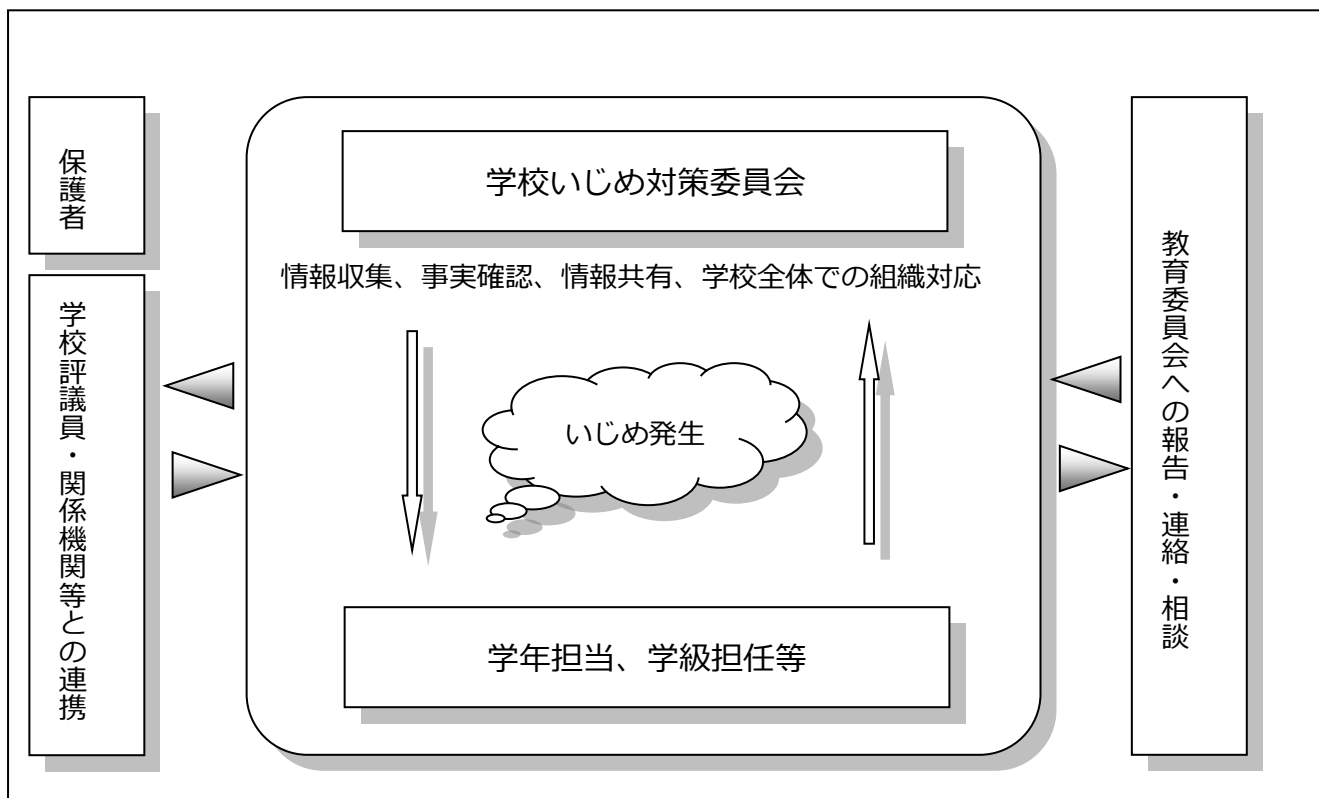 保護者
学校評議員・関係機関等との連携
学校いじめ対策委員会
情報収集、事実確認、情報共有、学校全体での組織対応
いじめ発生
学年担当、学級担任等
教育委員会への報告・連絡・相談